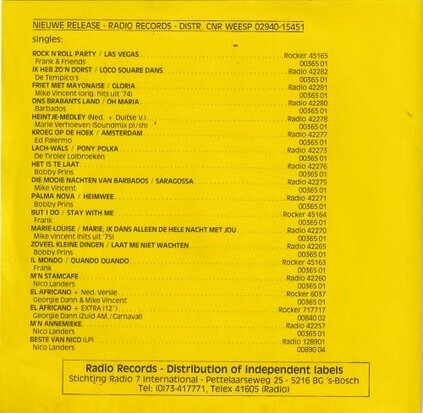 NIEUWE RELEASE - RADIO RECORDS - DISTR. CNR WEESP 02940-15451
singles:
ROCK N'ROLL PARTY / LAS VEGAS Rocker 45165
Frank & Friends 00365 01
IK HEB ZO'N DORST / LOCO SQUARE DANS Radio 42282
De Tempico's 00365 01
FRIET MET MAYONAISE / GLORIA Radio 42281
Mike Vincent (orig. hits uit '74) 00365 01
ONS BRABANTS LAND / OH MARIA Radio 42280
Barbados 00365 01
HEINTJE-MEDLEY (Ned. + Duitse V.) Radio 42278
Marie Verhoeven (Soundmix pl/sh) 00365 01
KROEG OP DE HOEK / AMSTERDAM Radio 42277
Ed Palermo 00365 01
LACH-WALS / PONY POLKA Radio 42273
De Tiroler Lolbroeken 00365 01
HET IS TE LAAT Radio 42276
Bobby Prins 00365 01
DIE MOOIE NACHTEN VAN BARBADOS / SARAGOSSA Radio 42275
Mike Vincent 00365 01
PALMA NOVA / HEIMWEE Radio 42271
Bobby Prins 00365 01
BUT I DO / STAY WITH ME Rocker 45164
Frank 00365 01
MARIE-LOUISE / MARIE, IK DANS ALLEEN DE HELE NACHT MET JOU Radio 42270
Mike vincent (hits uit '75) 00365 01
ZOVEEL KLEINE DINGEN / LAAT ME NIET WACHTEN Radio 42265
Bobby Prins 00365 01
IL MONDO / QUANDO QUANDO Rocker 45163
Frank 00365 01
M'N STAMCAFE Radio 42260
Nico Landers 00365 01
EL AFRICANO + Ned. Versie Rocker 6037
Georgie Dann & Mike Vincent 00365 01
EL AFRICANO + EXTRA (12") Rocker 717717
Georgie Dann (Zuid AM. /Carnaval) 00840 02
M'N ANNEMIEKE Radio 42257
Nico Landers 00365 01
BESTE VAN NICO (LP) Radio 128901
Nico Landers 00890 04
Radio Records - Distribution of independent labels
Stichting Radio 7 international - Pettelaarseweg 25 - 5216 BG 's-Bosch
Tel: (0)73-417771, Telex 41605 (Radio)